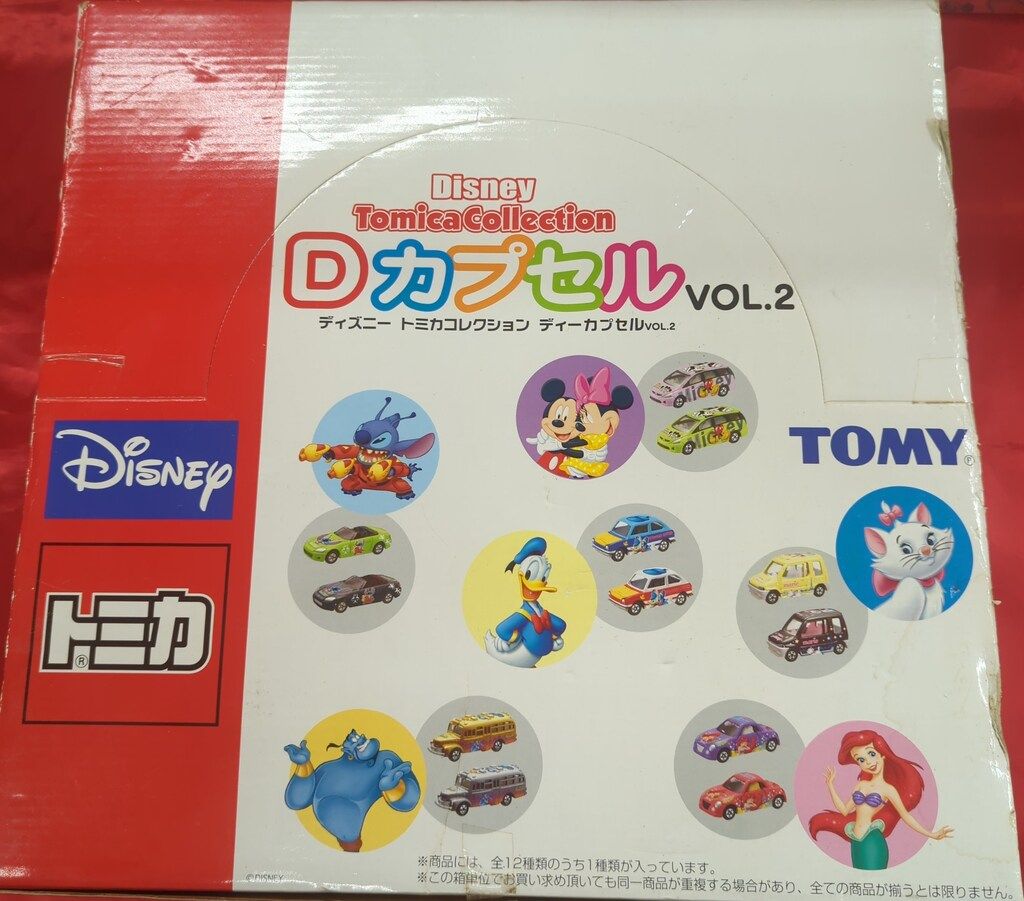 Disney
TomicaCollection
Dカプセル VOL.2
ディズニー トミカコレクション ディーカプセルVOL.2
DISNEY
TOMY®
トミカ®
※商品には、全12種類のうち1種類が入っています。
※この箱単位でお買い求め頂いても同一商品が重複する場合があり、全ての商品が揃うとは限りません。
©DISNEY